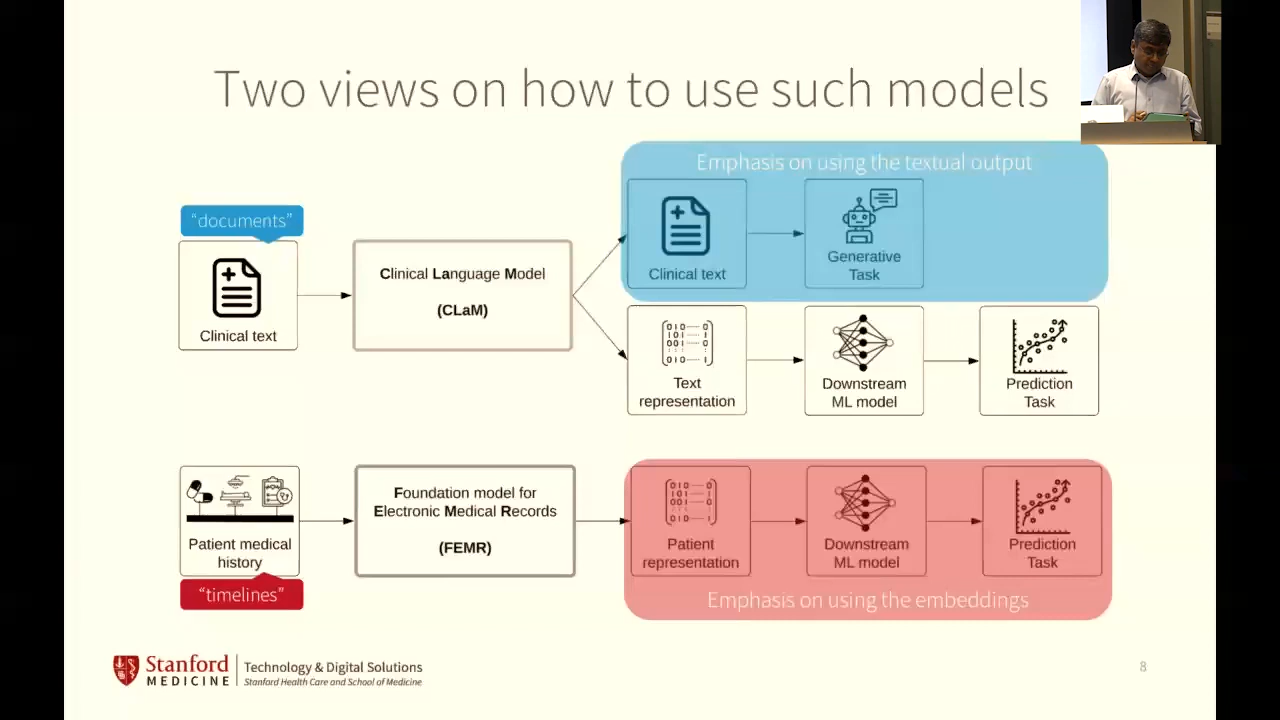 Two views on how to use such models
Emphasis on using the textual output
"documents"
Clinical text
Clinical Language Model
(CLaM)
Clinical text
Generative
Task
Text
representation
Downstream
ML model
Prediction
Task
Patient medical
history
"timelines"
Foundation model for
Electronic Medical Records
(FEMR)
Patient
representation
Downstream
ML model
Prediction
Task
Emphasis on using the embeddings
Stanford
MEDICINE
Technology & Digital Solutions
Stanford Health Care and School of Medicine
8